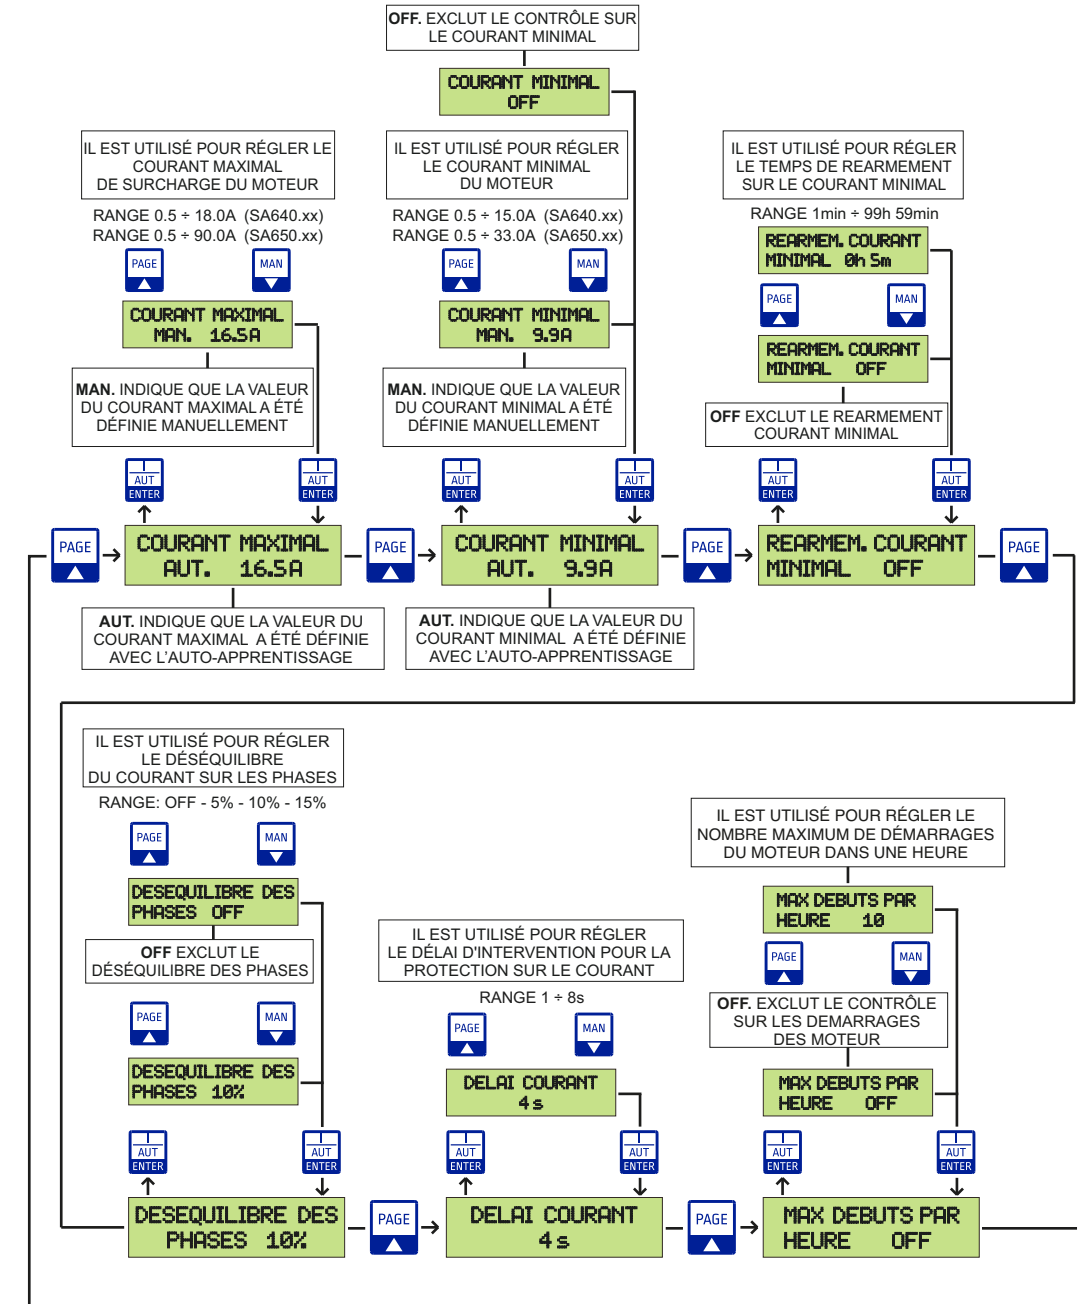 OFF. EXCLUT LE CONTRÔLE SUR
LE COURANT MINIMAL
COURANT MINIMAL
OFF
IL EST UTILISÉ POUR RÉGLER LE
COURANT MAXIMAL
DE SURCHARGE DU MOTEUR
RANGE 0.5 ÷ 18.0A (SA640.xx)
RANGE 0.5 ÷ 90.0A (SA650.xx)
PAGE
MAN
COURANT MAXIMAL
MAN. 16.5A
MAN. INDIQUE QUE LA VALEUR
DU COURANT MAXIMAL A ÉTÉ
DÉFINIE MANUELLEMENT
AUT
ENTER
AUT
ENTER
IL EST UTILISÉ POUR RÉGLER
LE COURANT MINIMAL
DU MOTEUR
RANGE 0.5 ÷ 15.0A (SA640.xx)
RANGE 0.5 ÷ 33.0A (SA650.xx)
PAGE
MAN
COURANT MINIMAL
MAN. 9.9A
MAN. INDIQUE QUE LA VALEUR
DU COURANT MINIMAL A ÉTÉ
DÉFINIE MANUELLEMENT
AUT
ENTER
AUT
ENTER
IL EST UTILISÉ POUR RÉGLER
LE TEMPS DE REARMEMENT
SUR LE COURANT MINIMAL
RANGE 1min ÷ 99h 59min
REARMEM. COURANT
MINIMAL 0h 5m
PAGE
MAN
REARMEM. COURANT
MINIMAL OFF
OFF EXCLUT LE REARMEMENT
COURANT MINIMAL
AUT
ENTER
AUT
ENTER
PAGE
COURANT MAXIMAL
AUT. 16.5A
PAGE
COURANT MINIMAL
AUT. 9.9A
PAGE
REARMEM. COURANT
MINIMAL OFF
PAGE
AUT. INDIQUE QUE LA VALEUR DU
COURANT MAXIMAL A ÉTÉ DÉFINIE
AVEC L'AUTO-APPRENTISSAGE
AUT. INDIQUE QUE LA VALEUR DU
COURANT MINIMAL A ÉTÉ DÉFINIE
AVEC L'AUTO-APPRENTISSAGE
IL EST UTILISÉ POUR RÉGLER
LE DÉSÉQUILIBRE
DU COURANT SUR LES PHASES
RANGE: OFF - 5% - 10% - 15%
PAGE
MAN
DESEQUILIBRE DES
PHASES OFF
OFF EXCLUT LE
DÉSÉQUILIBRE DES PHASES
PAGE
MAN
DESEQUILIBRE DES
PHASES 10%
AUT
ENTER
AUT
ENTER
IL EST UTILISÉ POUR RÉGLER
LE DÉLAI D'INTERVENTION POUR LA
PROTECTION SUR LE COURANT
RANGE 1 ÷ 8s
PAGE
MAN
DELAI COURANT
4 s
AUT
ENTER
AUT
ENTER
IL EST UTILISÉ POUR RÉGLER LE
NOMBRE MAXIMUM DE DÉMARRAGES
DU MOTEUR DANS UNE HEURE
MAX DEBUTS PAR
HEURE 10
PAGE
MAN
OFF. EXCLUT LE CONTRÔLE
SUR LES DEMARRAGES
DES MOTEUR
MAX DEBUTS PAR
HEURE OFF
AUT
ENTER
AUT
ENTER
DESEQUILIBRE DES
PHASES 10%
PAGE
DELAI COURANT
4 s
PAGE
MAX DEBUTS PAR
HEURE OFF